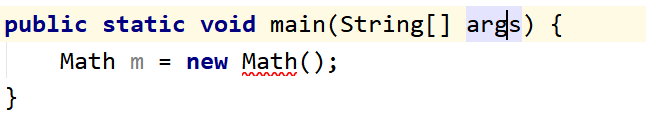 public static void main(String[] args) {
    Math m = new Math();
}